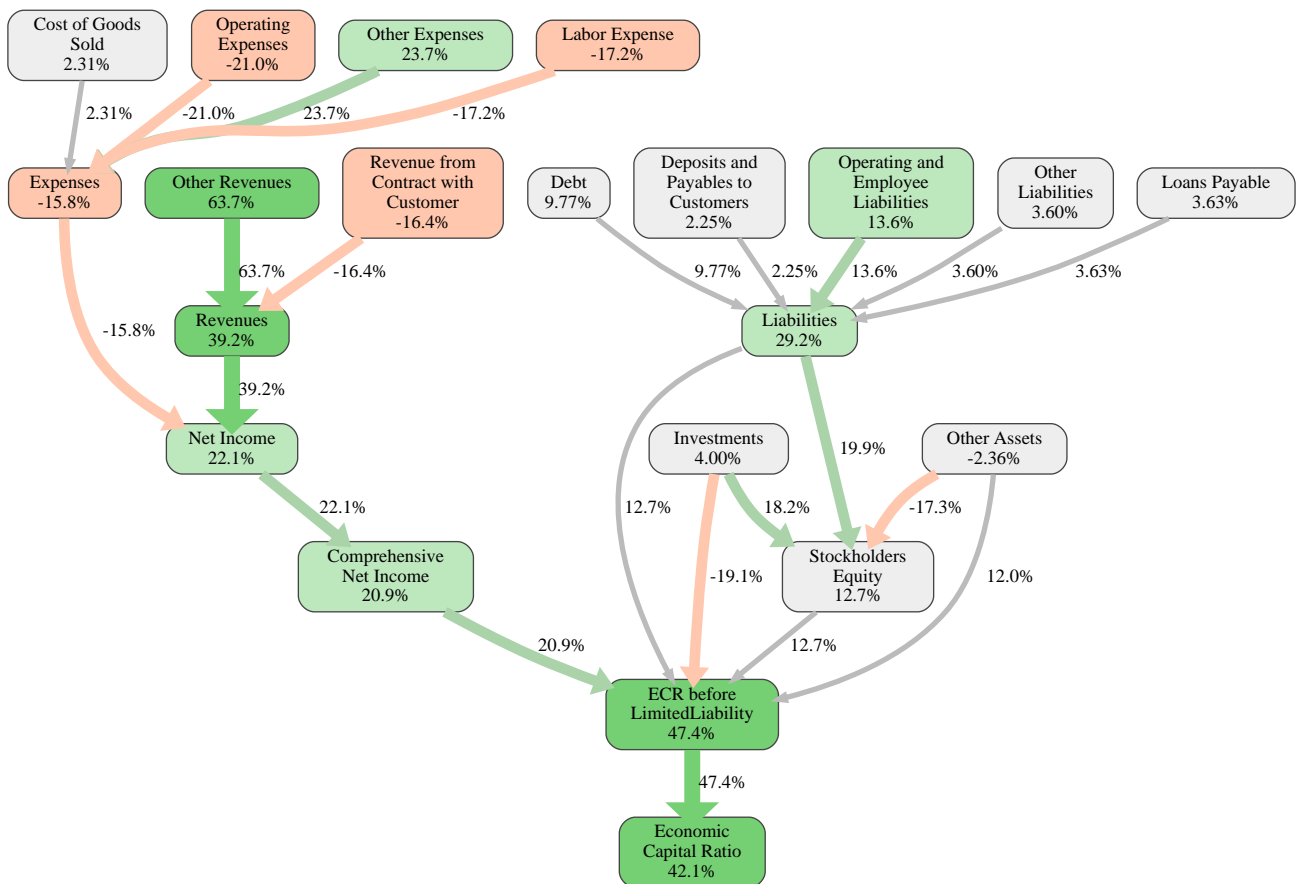 Cost of Goods
Sold
2.31%
Operating
Expenses
-21.0%
Other Expenses
23.7%
Labor Expense
-17.2%
2.31%
-21.0%
23.7%
-17.2%
Expenses
-15.8%
Other Revenues
63.7%
Revenue from
Contract with
Customer
-16.4%
Debt
9.77%
Deposits and
Payables to
Customers
2.25%
Operating and
Employee
Liabilities
13.6%
Other
Liabilities
3.60%
Loans Payable
3.63%
63.7%
-16.4%
9.77%
2.25%
13.6%
3.60%
3.63%
-15.8%
Revenues
39.2%
Liabilities
29.2%
39.2%
Net Income
22.1%
Investments
4.00%
19.9%
Other Assets
-2.36%
22.1%
12.7%
18.2%
-17.3%
Comprehensive
Net Income
20.9%
-19.1%
Stockholders
Equity
12.7%
12.0%
20.9%
12.7%
ECR before
LimitedLiability
47.4%
47.4%
Economic
Capital Ratio
42.1%